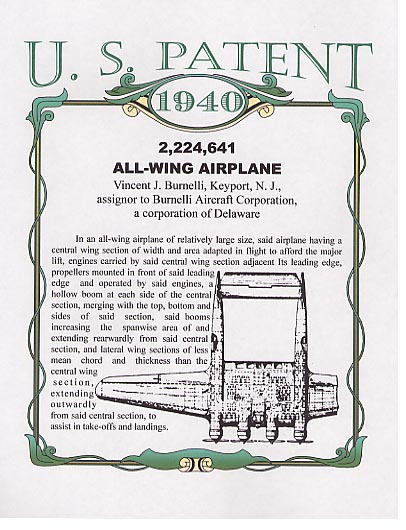 U. S. PATENT
1940
2,224,641
ALL-WING AIRPLANE
Vincent J. Burnelli, Keyport, N. J.,
assignor to Burnelli Aircraft Corporation,
a corporation of Delaware
In an all-wing airplane of relatively large size, said airplane having a
central wing section of width and area adapted in flight to afford the major
lift, engines carried by said central wing section adjacent Its leading edge,
propellers mounted in front of said leading
edge and operated by said engines, a
hollow boom at each side of the central
section, merging with the top, bottom and
sides of said section, said booms
increasing the spanwise area of and
extending rearwardly from said central
section, and lateral wing sections of less
mean chord and thickness than the
central wing
section,
extending
outwardly
from said central section, to
assist in take-offs and landings.